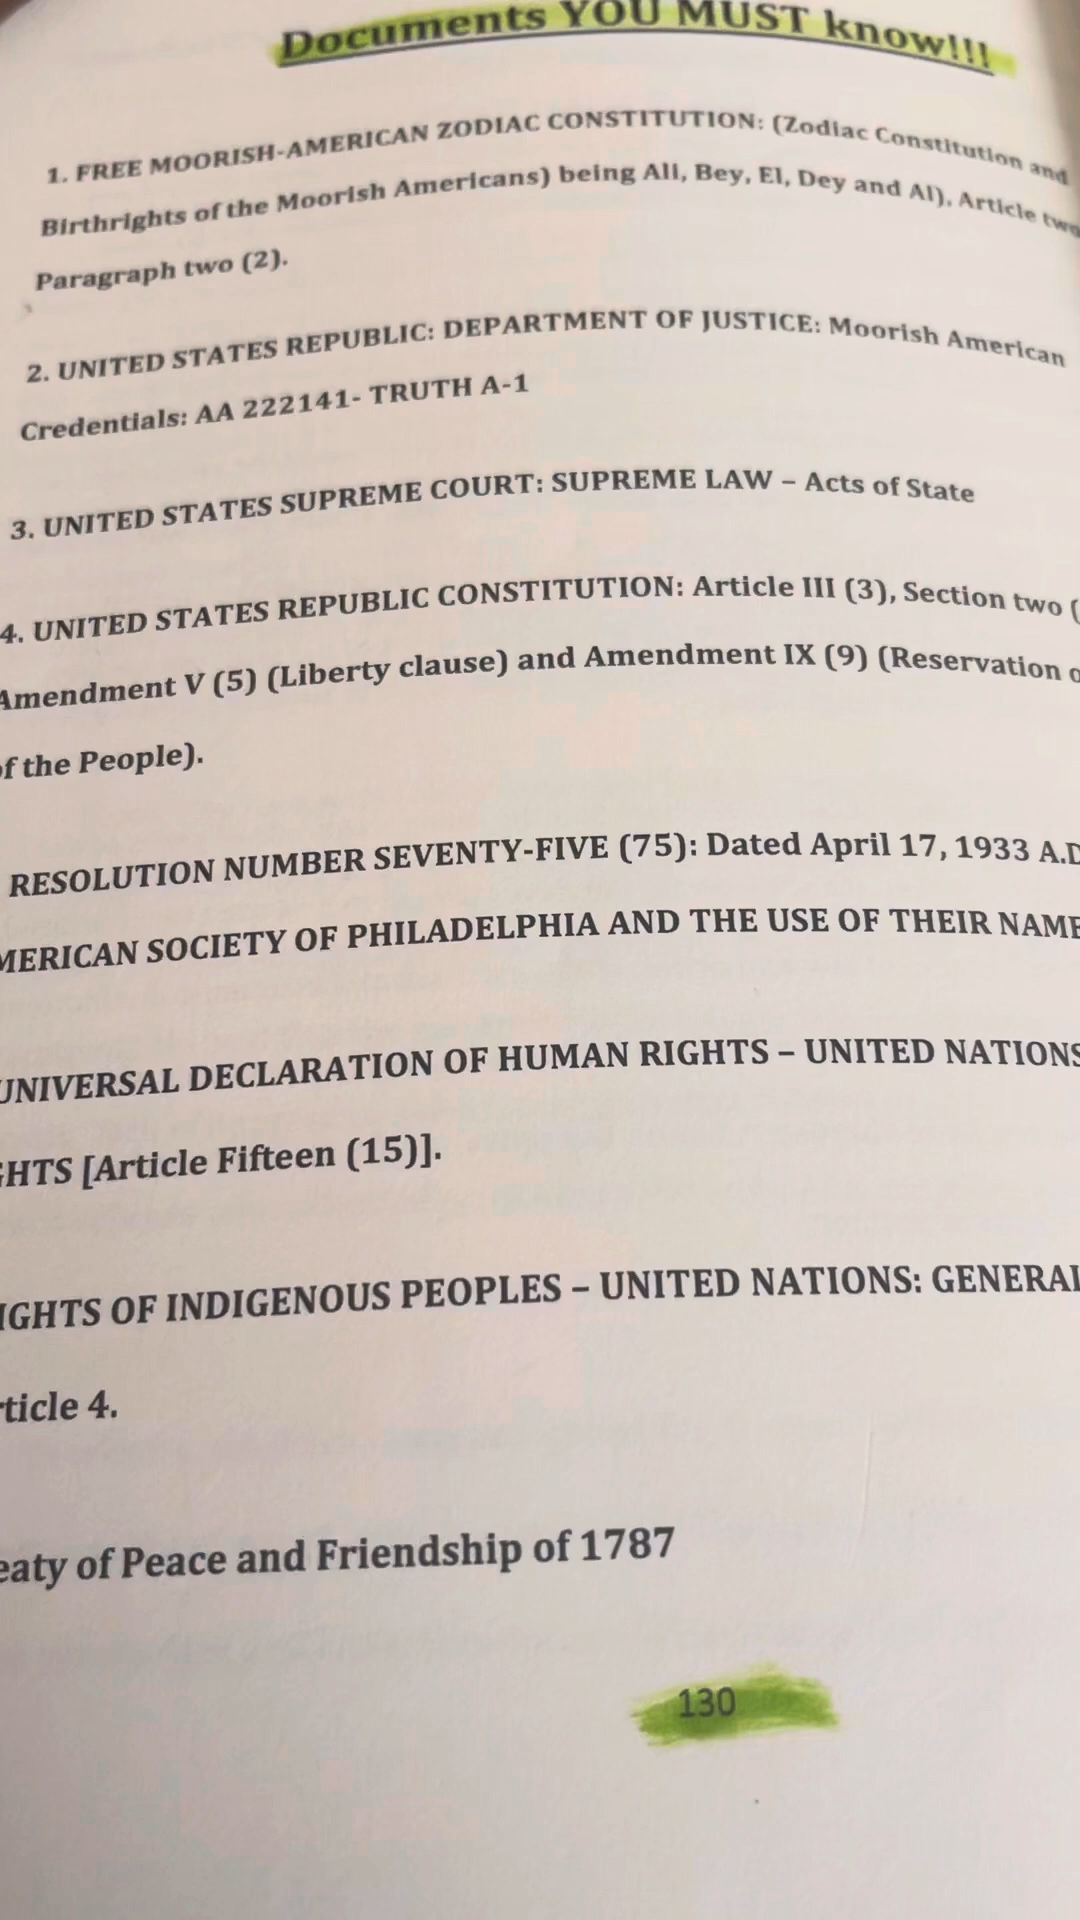 Documents YOU MUST know!!!
1. FREE MOORISH-AMERICAN ZODIAC CONSTITUTION: (Zodiac Constitution and
Birthrights of the Moorish Americans) being Ali, Bey, El, Dey and Al), Article two
Paragraph two (2).
2. UNITED STATES REPUBLIC: DEPARTMENT OF JUSTICE: Moorish American
Credentials: AA 222141- TRUTH A-1
3. UNITED STATES SUPREME COURT: SUPREME LAW – Acts of State
4. UNITED STATES REPUBLIC CONSTITUTION: Article III (3), Section two (
Amendment V (5) (Liberty clause) and Amendment IX (9) (Reservation o
of the People).
RESOLUTION NUMBER SEVENTY-FIVE (75): Dated April 17, 1933 A.D
MERICAN SOCIETY OF PHILADELPHIA AND THE USE OF THEIR NAME
UNIVERSAL DECLARATION OF HUMAN RIGHTS – UNITED NATIONS
GHTS [Article Fifteen (15)].
IGHTS OF INDIGENOUS PEOPLES – UNITED NATIONS: GENERAL
rticle 4.
eaty of Peace and Friendship of 1787
130